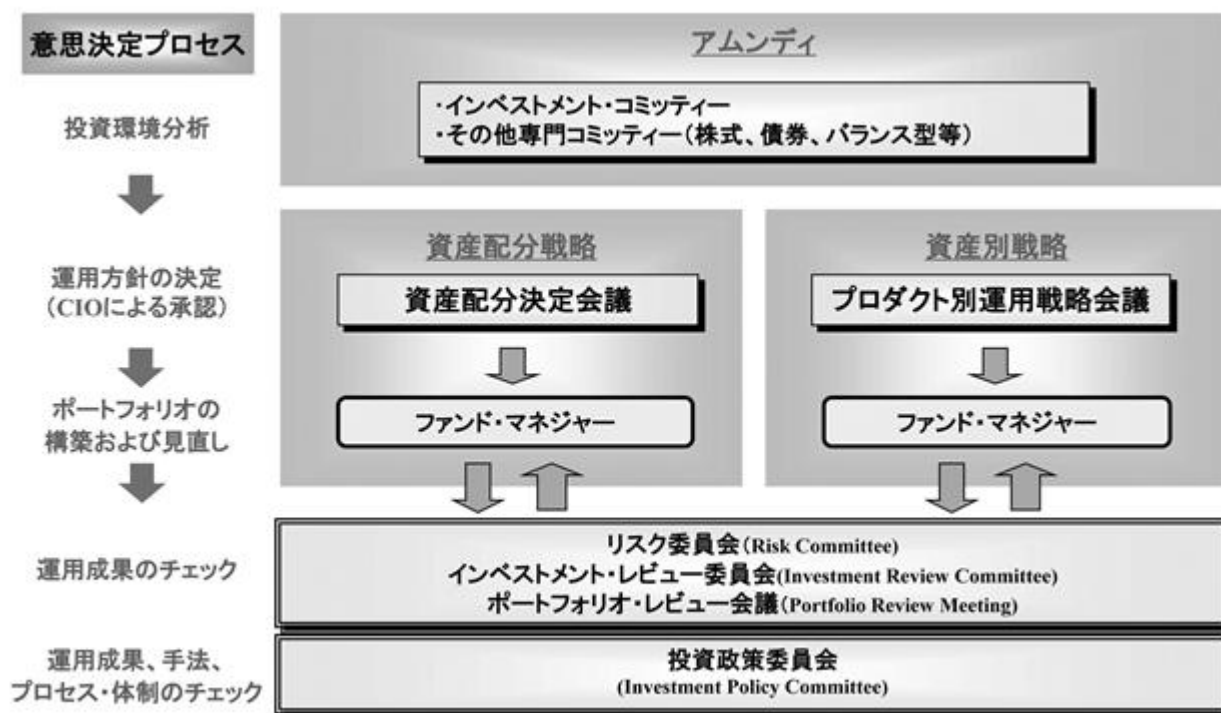 意思決定プロセス
アムンディ
投資環境分析
・インベストメント・コミッティー
・その他専門コミッティー（株式、債券、バランス型等）
運用方針の決定
（CIOによる承認）
資産配分戦略
資産配分決定会議
資産別戦略
プロダクト別運用戦略会議
ポートフォリオの
構築および見直し
ファンド・マネジャー
ファンド・マネジャー
運用成果のチェック
リスク委員会（Risk Committee）
インベストメント・レビュー委員会(Investment Review Committee)
ポートフォリオ・レビュー会議（Portfolio Review Meeting)
運用成果、手法、
プロセス・体制のチェック
投資政策委員会
(Investment Policy Committee)